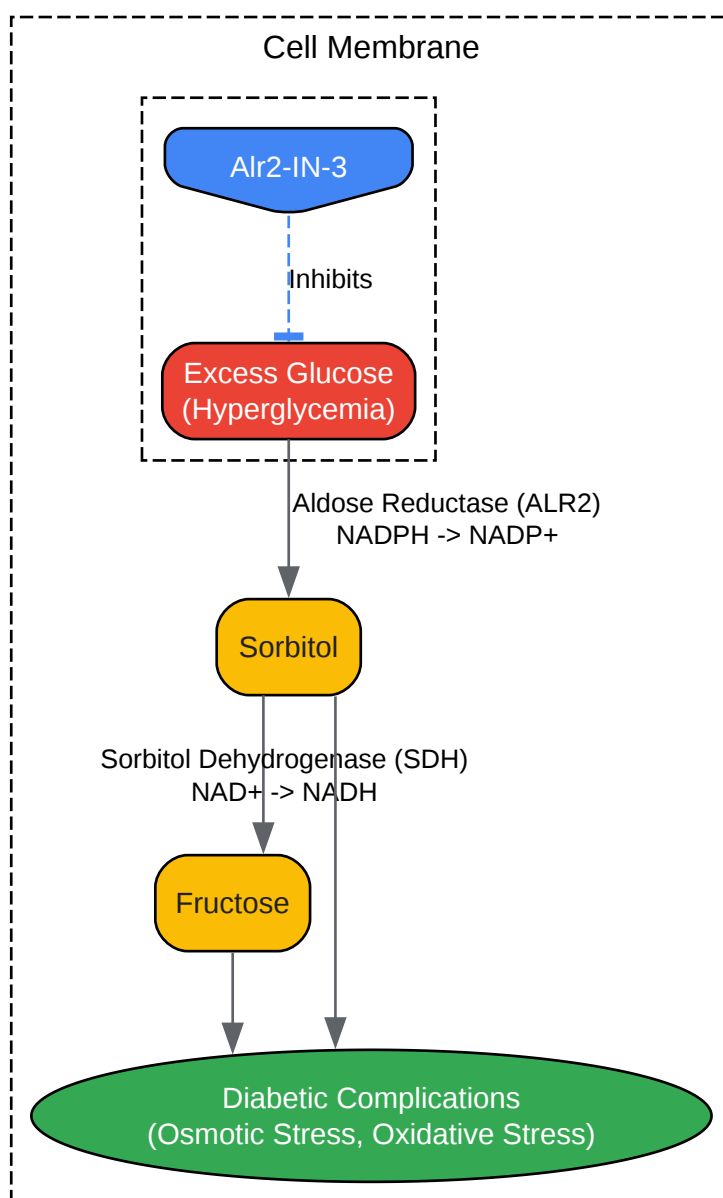 Cell Membrane
Alr2-IN-3
Inhibits
Excess Glucose
(Hyperglycemia)
Aldose Reductase (ALR2)
NADPH -> NADP+
Sorbitol
Sorbitol Dehydrogenase (SDH)
NAD+ -> NADH
Fructose
Diabetic Complications
(Osmotic Stress, Oxidative Stress)